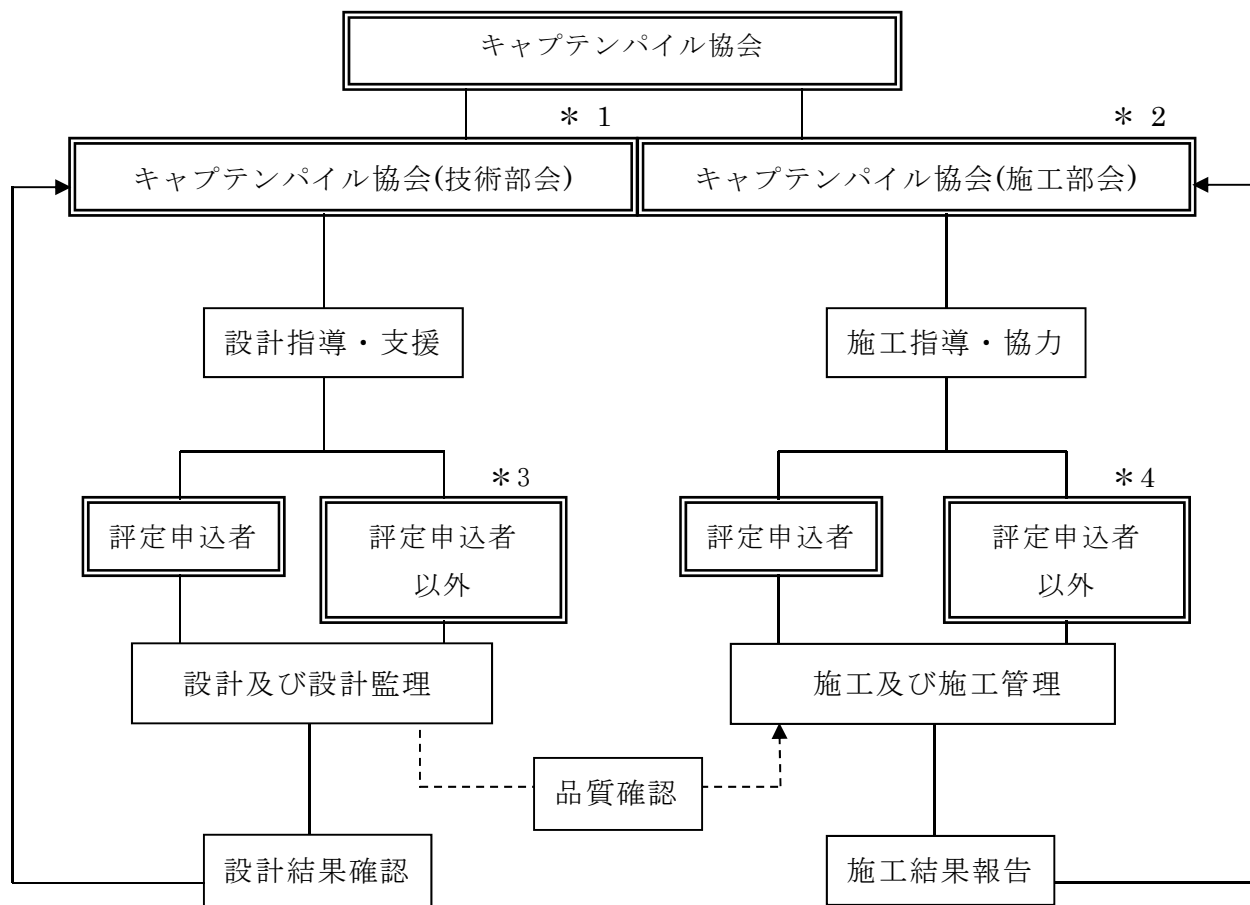 キャプテンパイル協会
＊ 1
＊ 2
キャプテンパイル協会(技術部会)
キャプテンパイル協会(施工部会)
設計指導・支援
施工指導・協力
＊3
＊4
評定申込者
評定申込者
以外
評定申込者
評定申込者
以外
設計及び設計監理
施工及び施工管理
品質確認
設計結果確認
施工結果報告